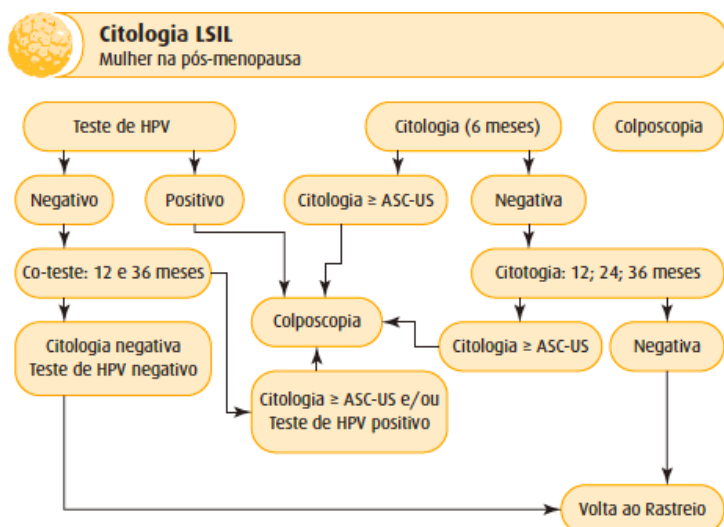 Citologia LSIL
Mulher na pós-menopausa
Teste de HPV
Citologia (6 meses)
Colposcopia
Negativo
Positivo
Citologia ≥ ASC-US
Negativa
Co-teste: 12 e 36 meses
Citotogia: 12; 24; 36 meses
Colposcopia
Citologia negativa
Teste de HPV negativo
Citologia ≥ ASC-US
Negativa
Citologia ≥ ASC-US e/ou
Teste de HPV positivo
Volta ao Rastreio